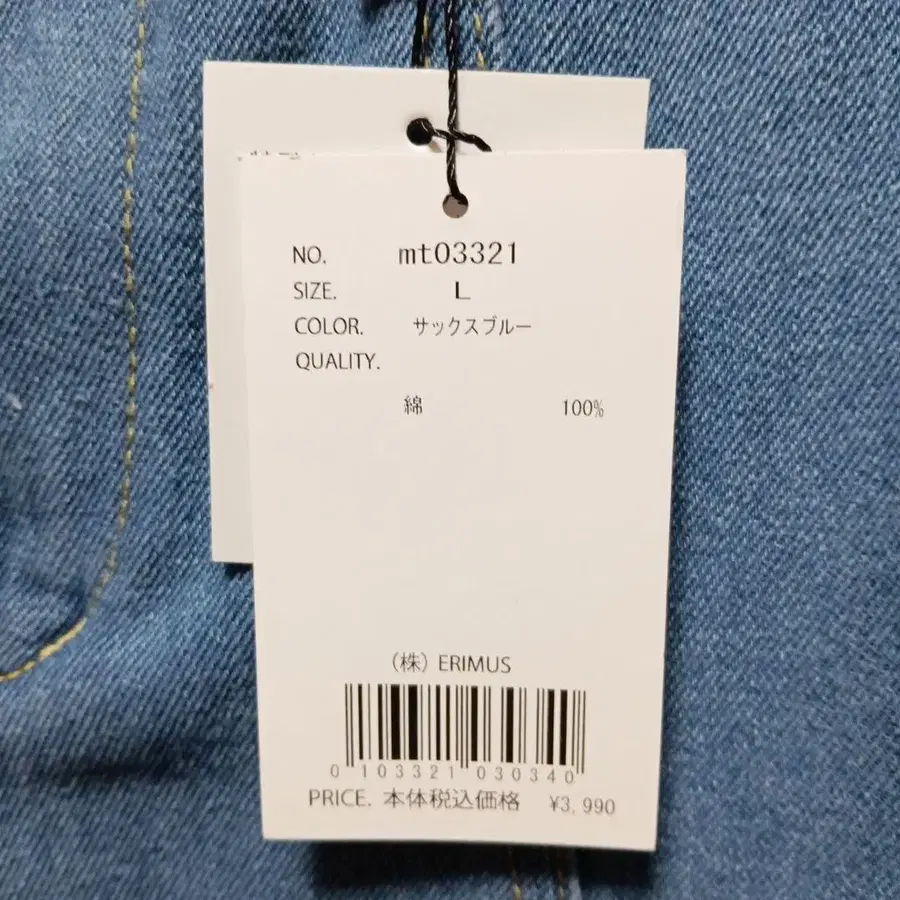 NO. mt03321
SIZE. L
COLOR. サックスブルー
QUALITY.
綿 100%
(株) ERIMUS
0 103321 030340
PRICE. 本体税込価格 ¥3,990